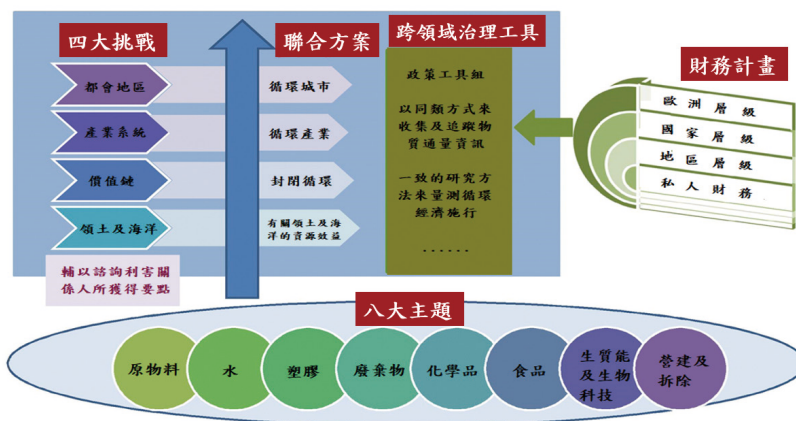 四大挑戰
聯合方案
跨領域治理工具
財務計畫
都會地區
循環城市
產業系統
循環產業
價值鏈
封閉循環
領土及海洋
有關領土及海
洋的資源效益
輔以諮詢利害關
係人所獲得要點
政策工具組
以同類方式來
收集及追蹤物
質通量資訊
一致的研究方
法來量測循環
經濟施行
......
歐洲層級
國家層級
地區層級
私人財務
八大主題
原物料
水
塑膠
廢棄物
化學品
食品
生質能
及生物
科技
營建及
拆除